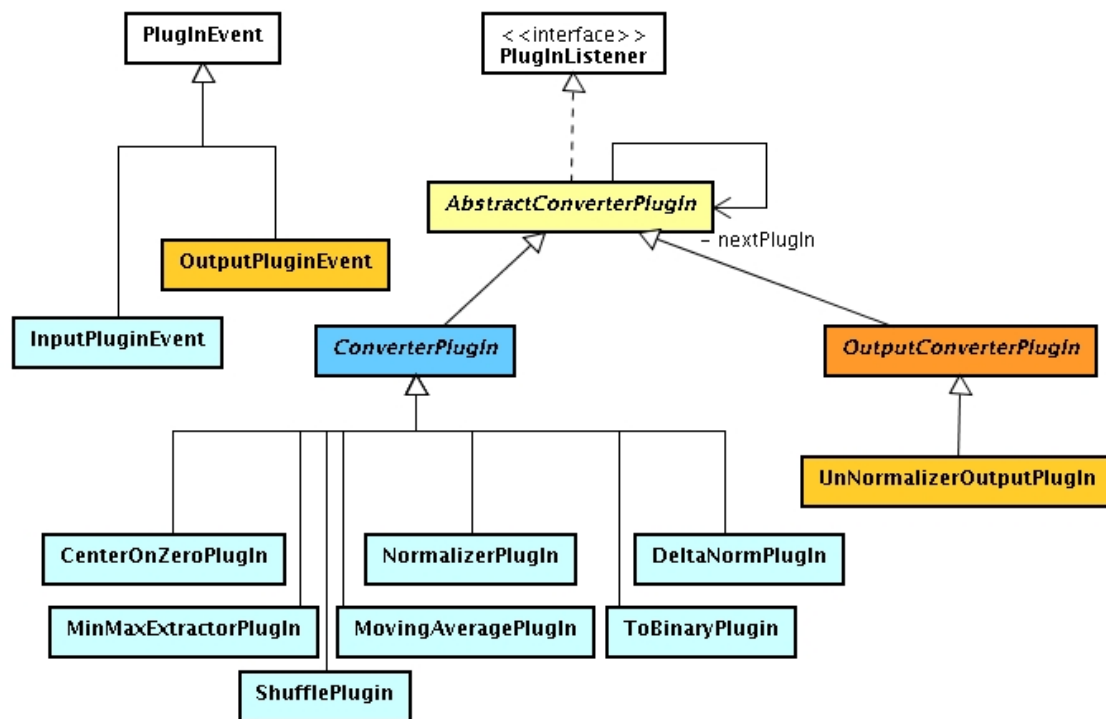 PlugInEvent
<<interface>>
PlugInListener
AbstractConverterPlugIn
- nextPlugIn
OutputPluginEvent
InputPluginEvent
ConverterPlugIn
OutputConverterPlugIn
UnNormalizerOutputPlugIn
CenterOnZeroPlugIn
NormalizerPlugIn
DeltaNormPlugIn
MinMaxExtractorPlugIn
MovingAveragePlugIn
ToBinaryPlugin
ShufflePlugin